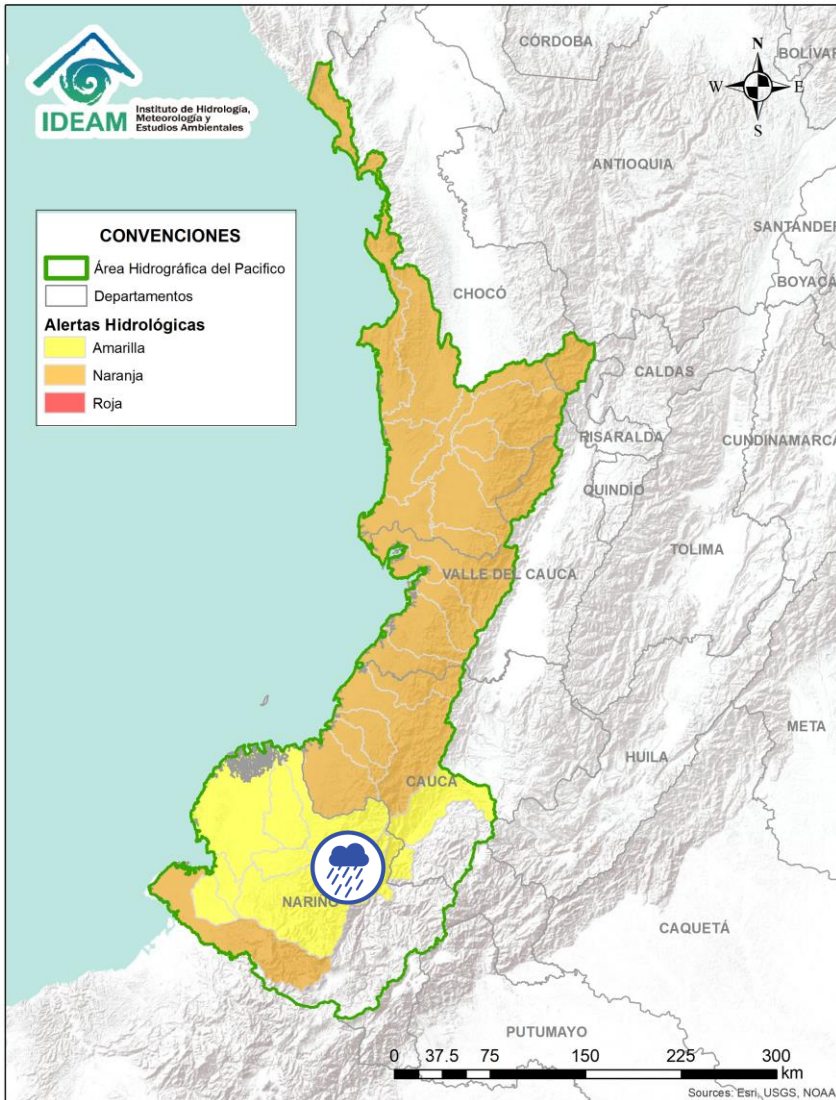 IDEAM
Instituto de Hidrología,
Meteorología y
Estudios Ambientales
CÓRDOBA
BOLÍVAR
N
W
E
S
ANTIOQUIA
SANTANDER
BOYACÁ
CONVENCIONES
Área Hidrográfica del Pacifico
Departamentos
Alertas Hidrológicas
Amarilla
Naranja
Roja
CHOCÓ
CALDAS
RISARALDA
CUNDINAMARCA
QUINDÍO
TOLIMA
VALLE DEL CAUCA
META
HUILA
CAUCA
NARIÑO
CAQUETÁ
PUTUMAYO
0 37.5 75 150 225 300
km
Sources: Esri, USGS, NOAA